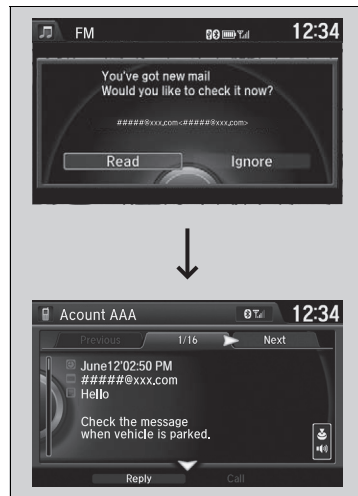 FM
12:34
You've got new mail
Would you like to check it now?
#####@xxx.com<#####@xxx.com>
Read Ignore
Acount AAA
12:34
Previous 1/16 Next
June12'02:50 PM
#####@xxx.com
Hello
Check the message
when vehicle is parked.
Reply Call